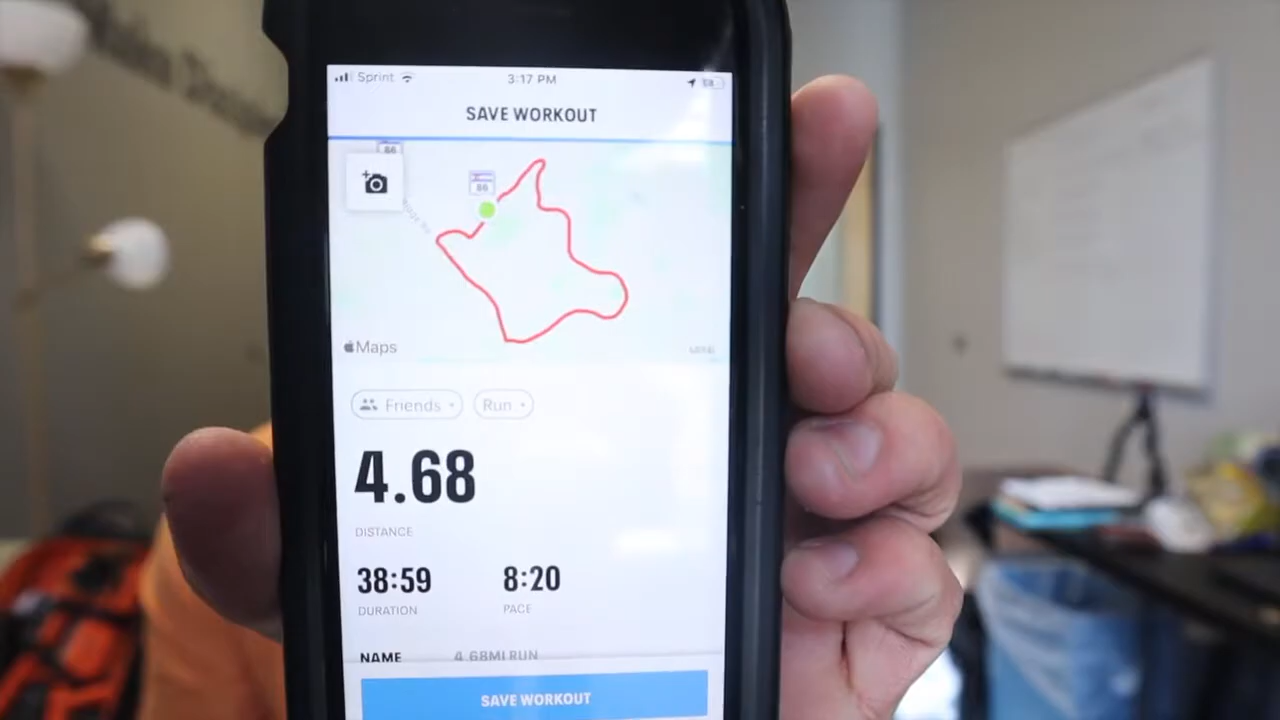 Sprint 3:17 PM
SAVE WORKOUT
86
86
Maps
Friends Run
4.68
DISTANCE
38:59 8:20
DURATION PACE
NAME 4.68MI RUN
SAVE WORKOUT